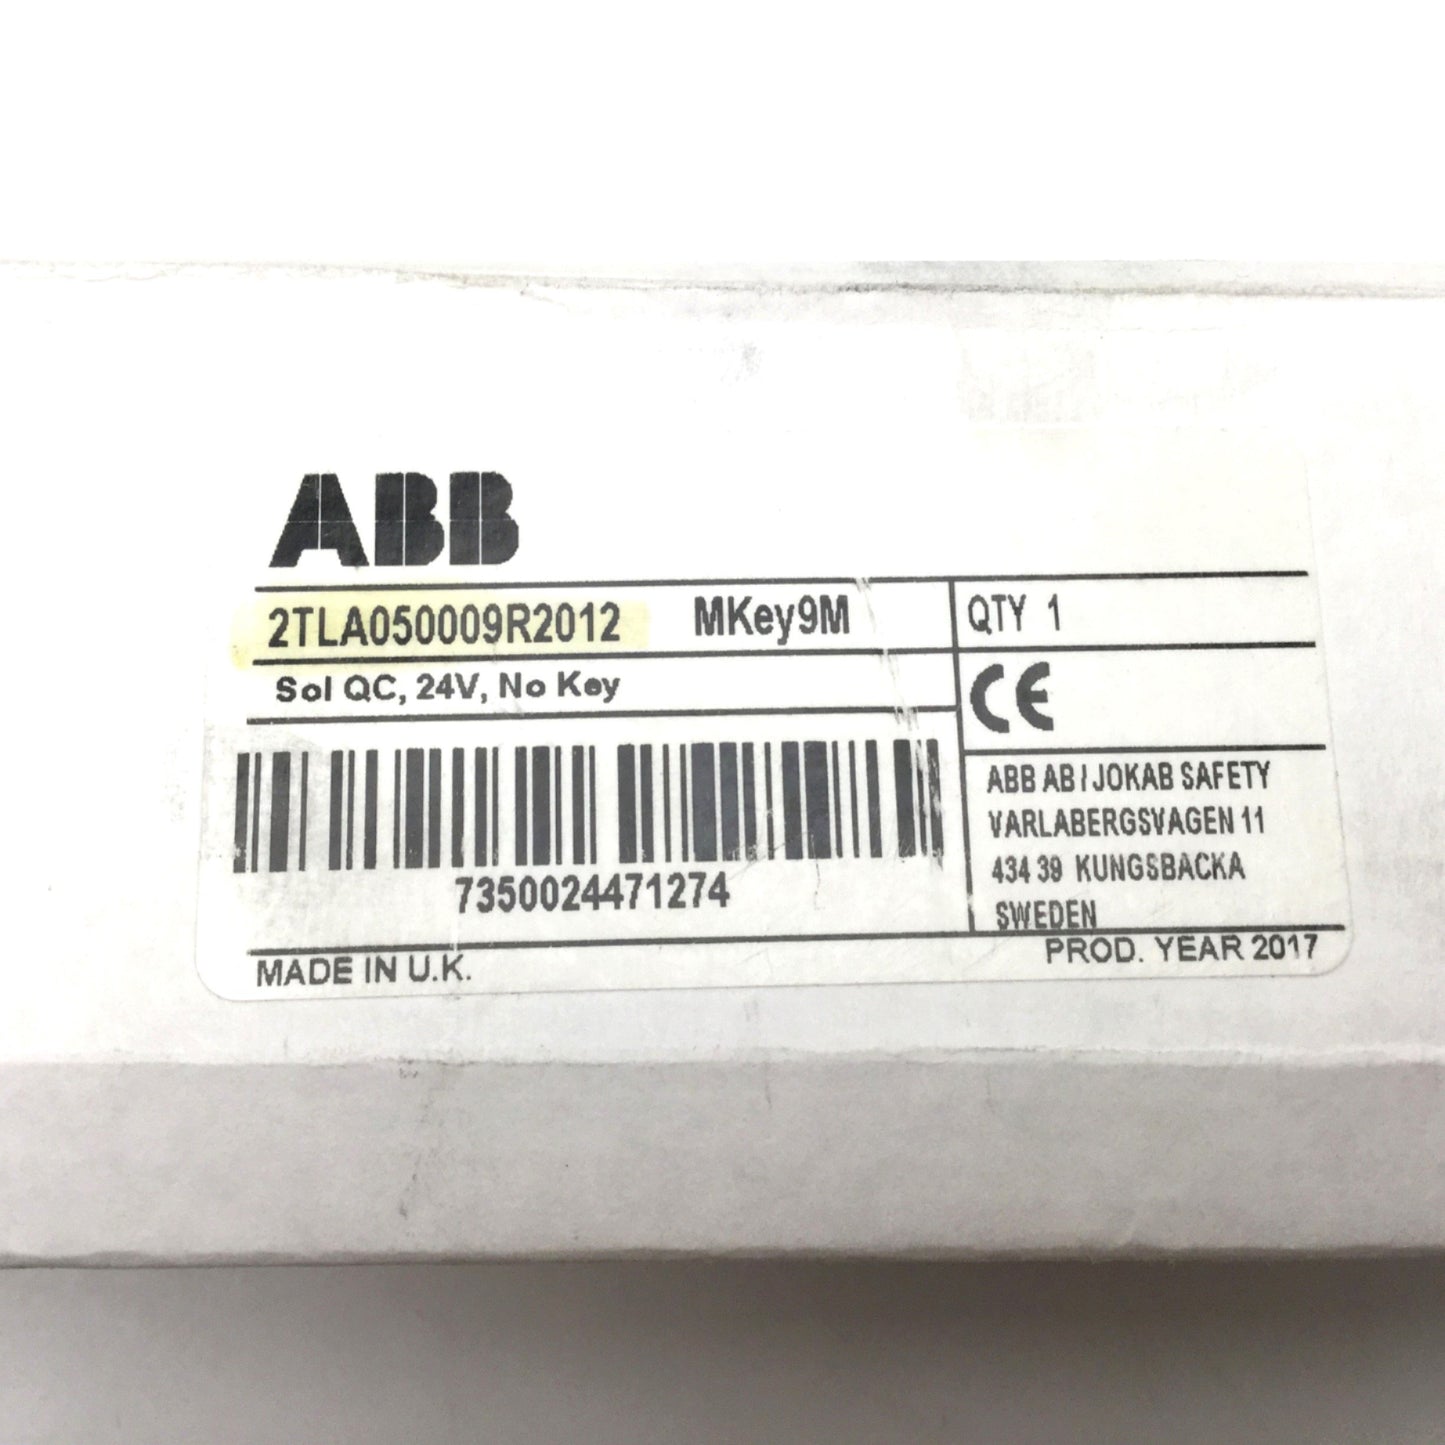 ABB
2TLA050009R2012 MKey9M QTY 1
Sol QC, 24V, No Key
CE
ABB AB / JOKAB SAFETY
VARLABERGSVAGEN 11
434 39 KUNGSBACKA
SWEDEN
7350024471274
MADE IN U.K.
PROD. YEAR 2017